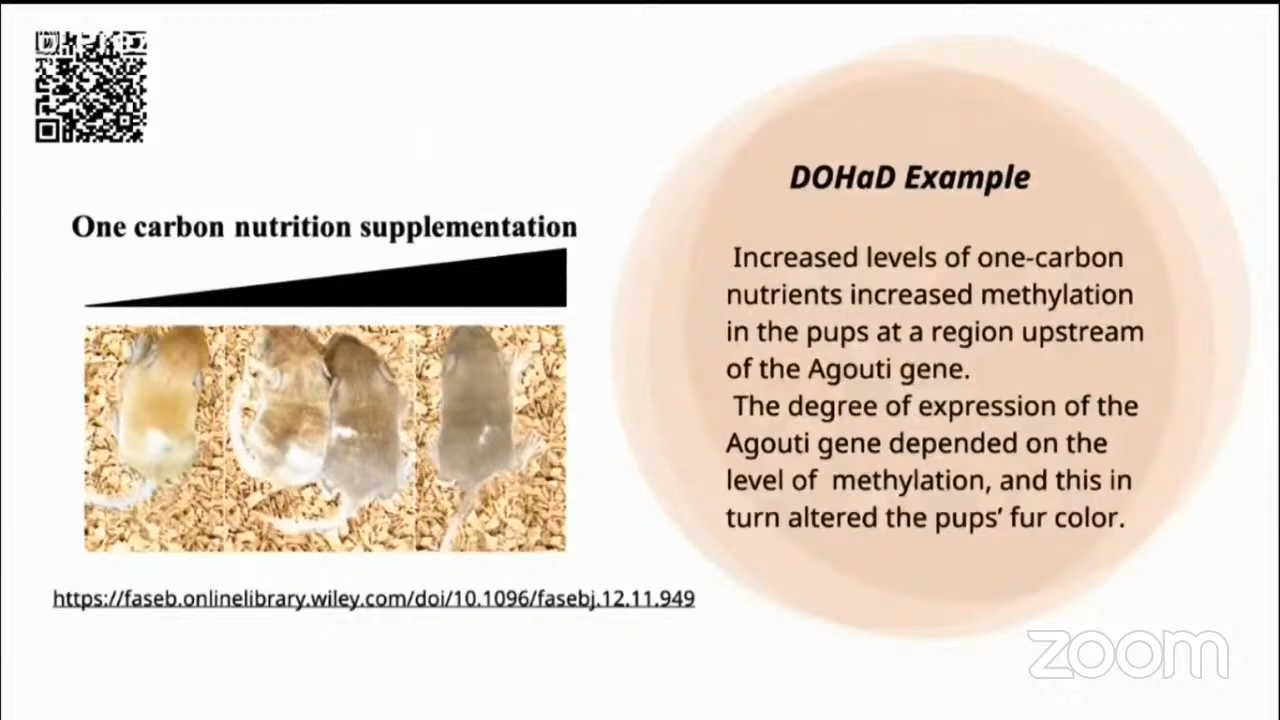 One carbon nutrition supplementation
https://faseb.onlinelibrary.wiley.com/doi/10.1096/fasebj.12.11.949
DOHaD Example
Increased levels of one-carbon
nutrients increased methylation
in the pups at a region upstream
of the Agouti gene.
The degree of expression of the
Agouti gene depended on the
level of methylation, and this in
turn altered the pups’ fur color.
zoom